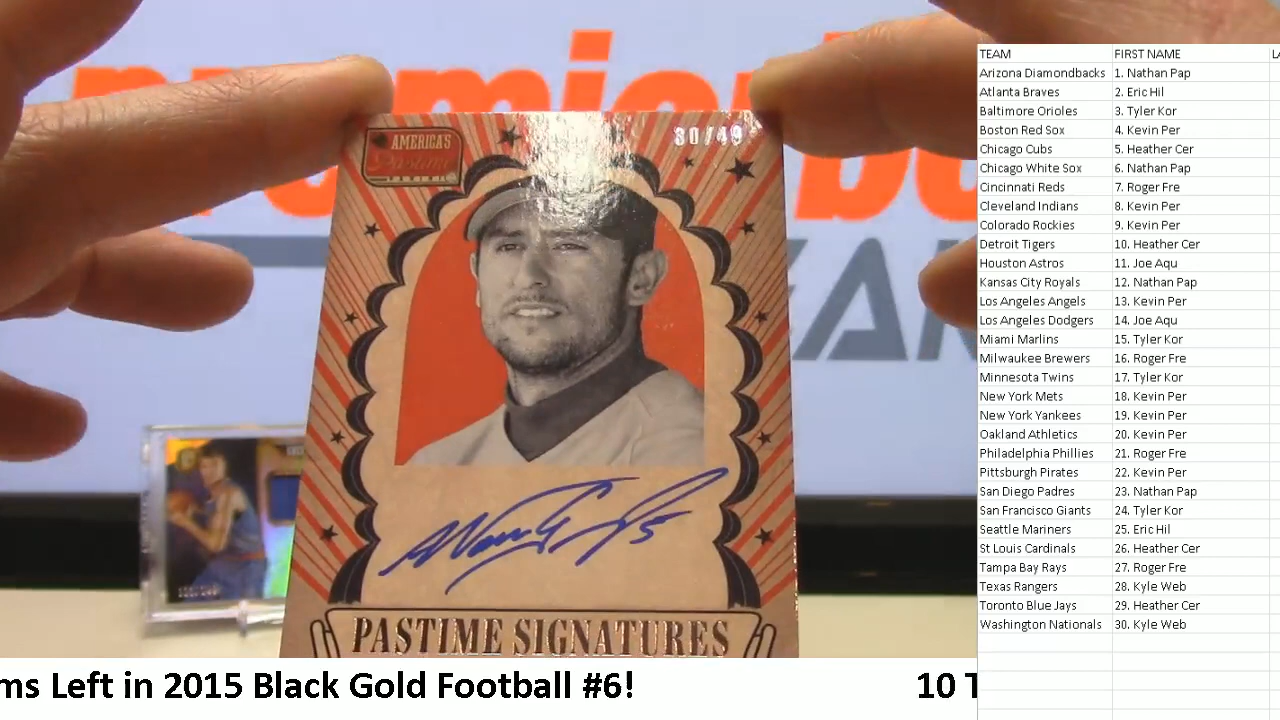 AMERICA'S
Pastime
30/49
PASTIME SIGNATURES
TEAM FIRST NAME
Arizona Diamondbacks 1. Nathan Pap
Atlanta Braves 2. Eric Hil
Baltimore Orioles 3. Tyler Kor
Boston Red Sox 4. Kevin Per
Chicago Cubs 5. Heather Cer
Chicago White Sox 6. Nathan Pap
Cincinnati Reds 7. Roger Fre
Cleveland Indians 8. Kevin Per
Colorado Rockies 9. Kevin Per
Detroit Tigers 10. Heather Cer
Houston Astros 11. Joe Aqu
Kansas City Royals 12. Nathan Pap
Los Angeles Angels 13. Kevin Per
Los Angeles Dodgers 14. Joe Aqu
Miami Marlins 15. Tyler Kor
Milwaukee Brewers 16. Roger Fre
Minnesota Twins 17. Tyler Kor
New York Mets 18. Kevin Per
New York Yankees 19. Kevin Per
Oakland Athletics 20. Kevin Per
Philadelphia Phillies 21. Roger Fre
Pittsburgh Pirates 22. Kevin Per
San Diego Padres 23. Nathan Pap
San Francisco Giants 24. Tyler Kor
Seattle Mariners 25. Eric Hil
St Louis Cardinals 26. Heather Cer
Tampa Bay Rays 27. Roger Fre
Texas Rangers 28. Kyle Web
Toronto Blue Jays 29. Heather Cer
Washington Nationals 30. Kyle Web
ms Left in 2015 Black Gold Football #6! 10 T